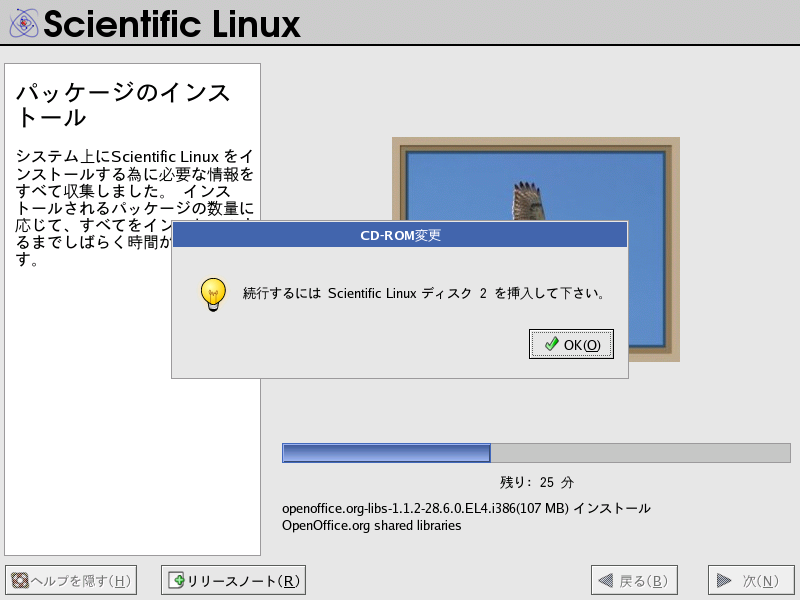 Scientific Linux
パッケージのインス
トール
システム上にScientific Linux をイ
ンストールする為に必要な情報を
すべて収集しました。 インス
トールされるパッケージの数量に
応じて、すべてをイン
るまでしばらく時間か
す。
CD-ROM変更
続行するには Scientific Linux ディスク 2 を挿入して下さい。
OK(O)
残り: 25 分
openoffice.org-libs-1.1.2-28.6.0.EL4.i386(107 MB) インストール
OpenOffice.org shared libraries
ヘルプを隠す(H)
リリースノート(R)
戻る(B)
次(N)